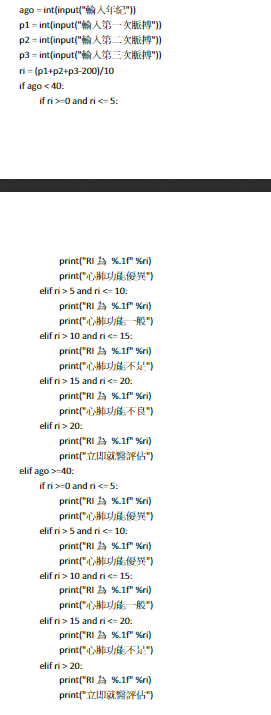 ago = int(input("輸入年紀"))
p1 = int(input("輸入第一次脈搏"))
p2 = int(input("輸入第二次脈搏"))
p3 = int(input("輸入第三次脈搏"))
ri = (p1+p2+p3-200)/10
if ago < 40:
if ri >=0 and ri <= 5:
print("RI 為 %.1f" %ri)
print("心肺功能優異")
elif ri > 5 and ri <= 10:
print("RI 為 %.1f" %ri)
print("心肺功能一般")
elif ri > 10 and ri <= 15:
print("RI 為 %.1f" %ri)
print("心肺功能不足")
elif ri > 15 and ri <= 20:
print("RI 為 %.1f" %ri)
print("心肺功能不良")
elif ri > 20:
print("RI 為 %.1f" %ri)
print("立即就醫評估")
elif ago >=40:
if ri >=0 and ri <= 5:
print("RI 為 %.1f" %ri)
print("心肺功能優異")
elif ri > 5 and ri <= 10:
print("RI 為 %.1f" %ri)
print("心肺功能優異")
elif ri > 10 and ri <= 15:
print("RI 為 %.1f" %ri)
print("心肺功能一般")
elif ri > 15 and ri <= 20:
print("RI 為 %.1f" %ri)
print("心肺功能不足")
elif ri > 20:
print("RI 為 %.1f" %ri)
print("立即就醫評估")